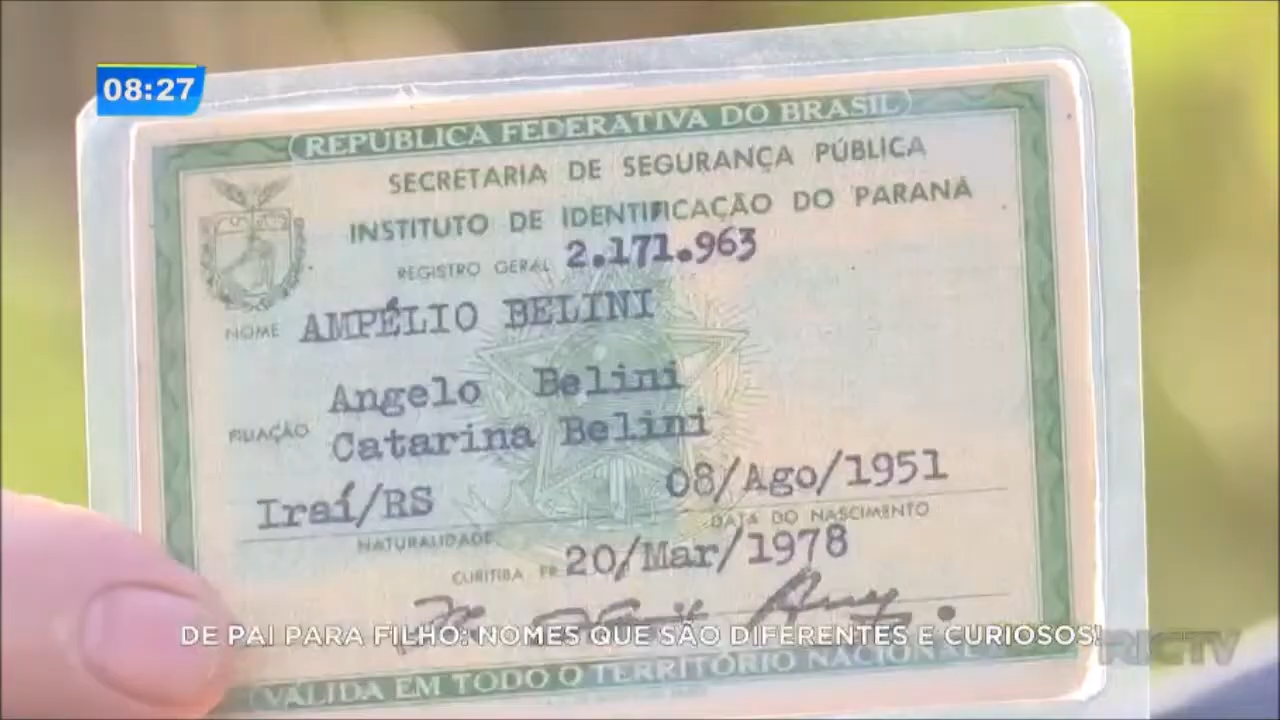 08:27
REPÚBLICA FEDERATIVA DO BRASIL
SECRETARIA DE SEGURANÇA PÚBLICA
INSTITUTO DE IDENTIFICAÇÃO DO PARANÁ
REGISTRO GERAL 2.171.963
NOME AMPÉLIO BELINI
Angelo Belini
FILIAÇÃO
Catarina Belini
Iraí/RS 08/Ago/1951
NATURALIDADE DATA DO NASCIMENTO
CURITIBA PR 20/Mar/1978
DE PAI PARA FILHO: NOMES QUE SÃO DIFERENTES E CURIOSOS!
RICTV
VÁLIDA EM TODO O TERRITÓRIO NACIONAL